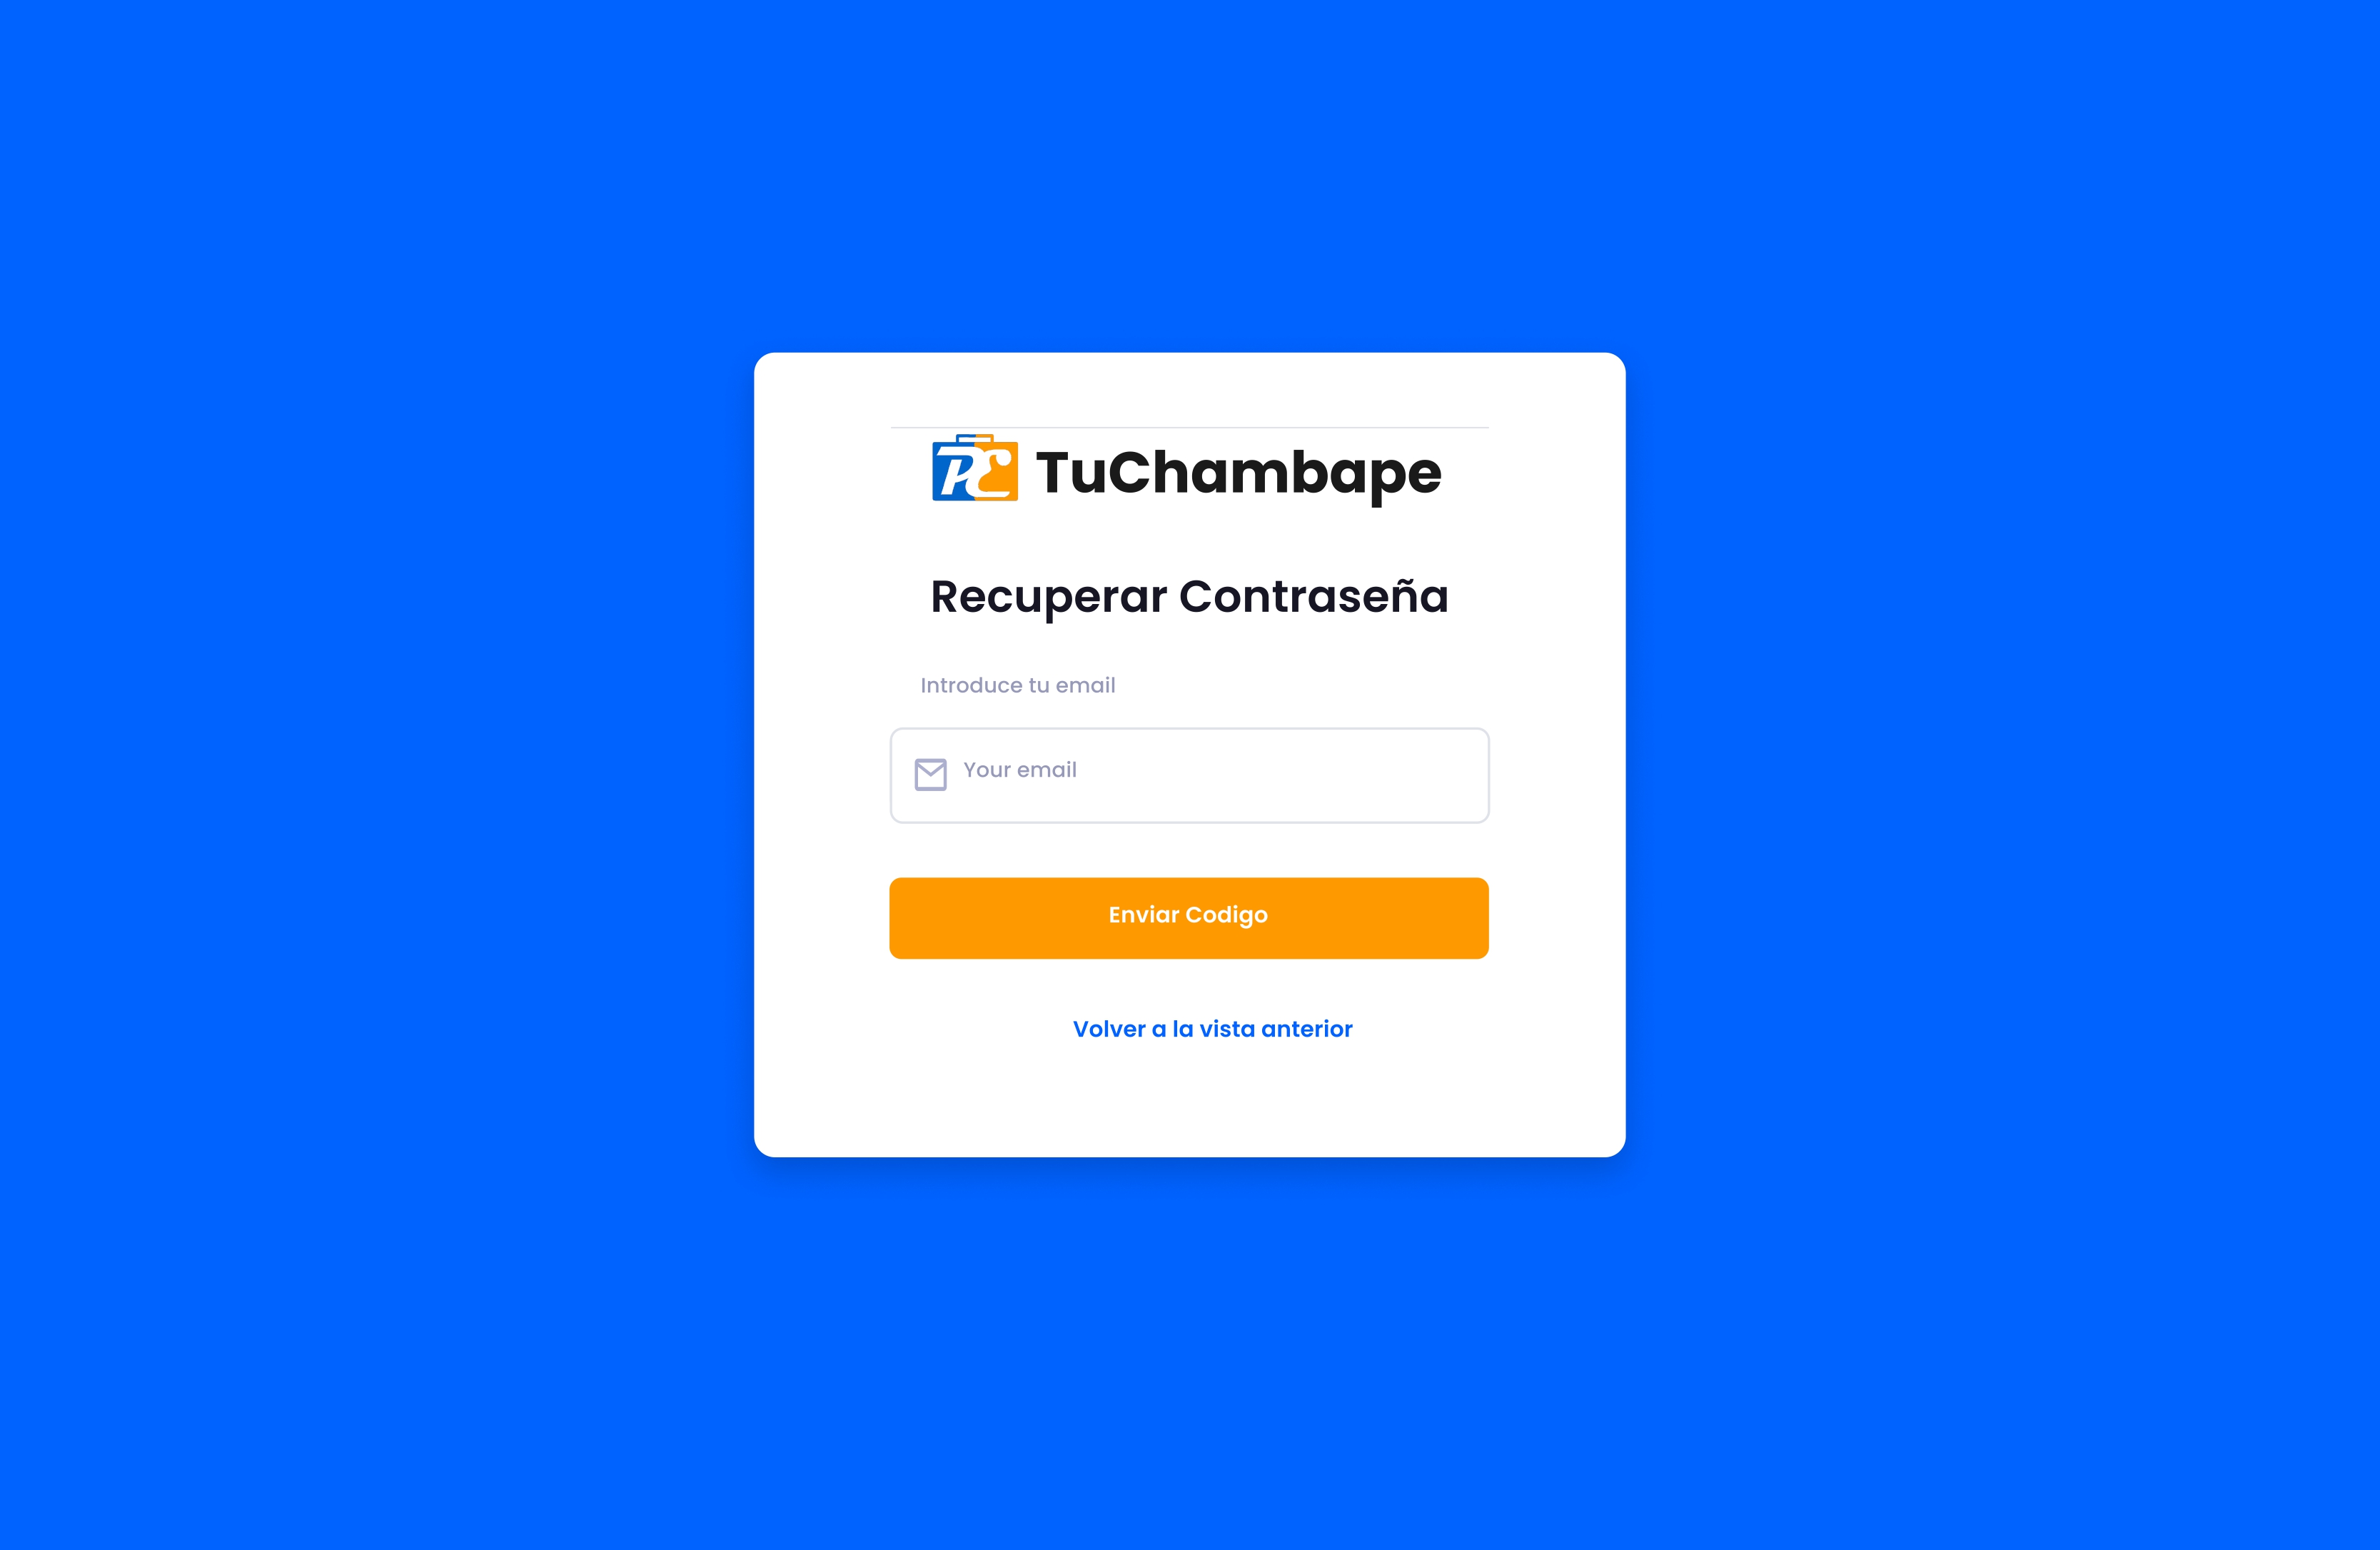 TuChambape
Recuperar Contraseña
Introduce tu email
Your email
Enviar Codigo
Volver a la vista anterior